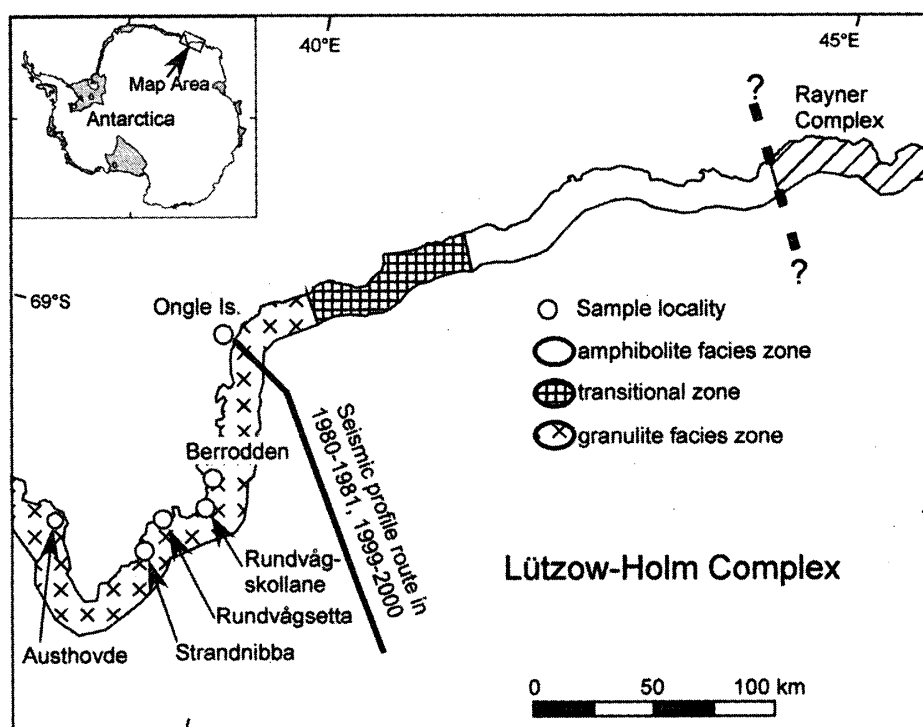 40°E
45°E
Map Area
Antarctica
?
Rayner
Complex
?
69°S
Ongle Is.
Sample locality
amphibolite facies zone
transitional zone
granulite facies zone
Seismic profile route in
1980-1981, 1999-2000
Berrodden
Rundvåg-
skollane
Rundvågsetta
Strandnibba
Austhovde
Lützow-Holm Complex
0 50 100 km